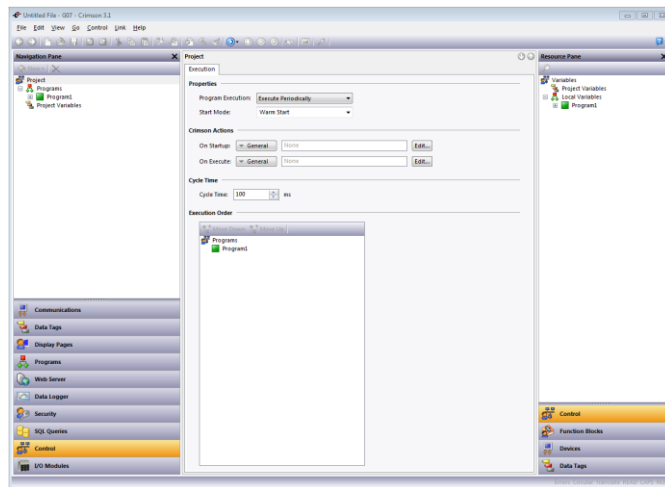 Untitled File - G07 - Crimson 3.1
File Edit View Go Control Link Help
Navigation Pane
Project
Programs
Program1
Project Variables
Communications
Data Tags
Display Pages
Programs
Web Server
Data Logger
Security
SQL Queries
Control
I/O Modules
Project
Execution
Properties
Program Execution: Execute Periodically
Start Mode: Warm Start
Crimson Actions
On Startup: General None Edit...
On Execute: General None Edit...
Cycle Time
Cycle Time: 100 ms
Execution Order
Move Down Move Up
Programs
Program1
Resource Pane
Variables
Project Variables
Local Variables
Program1
Control
Function Blocks
Devices
Data Tags